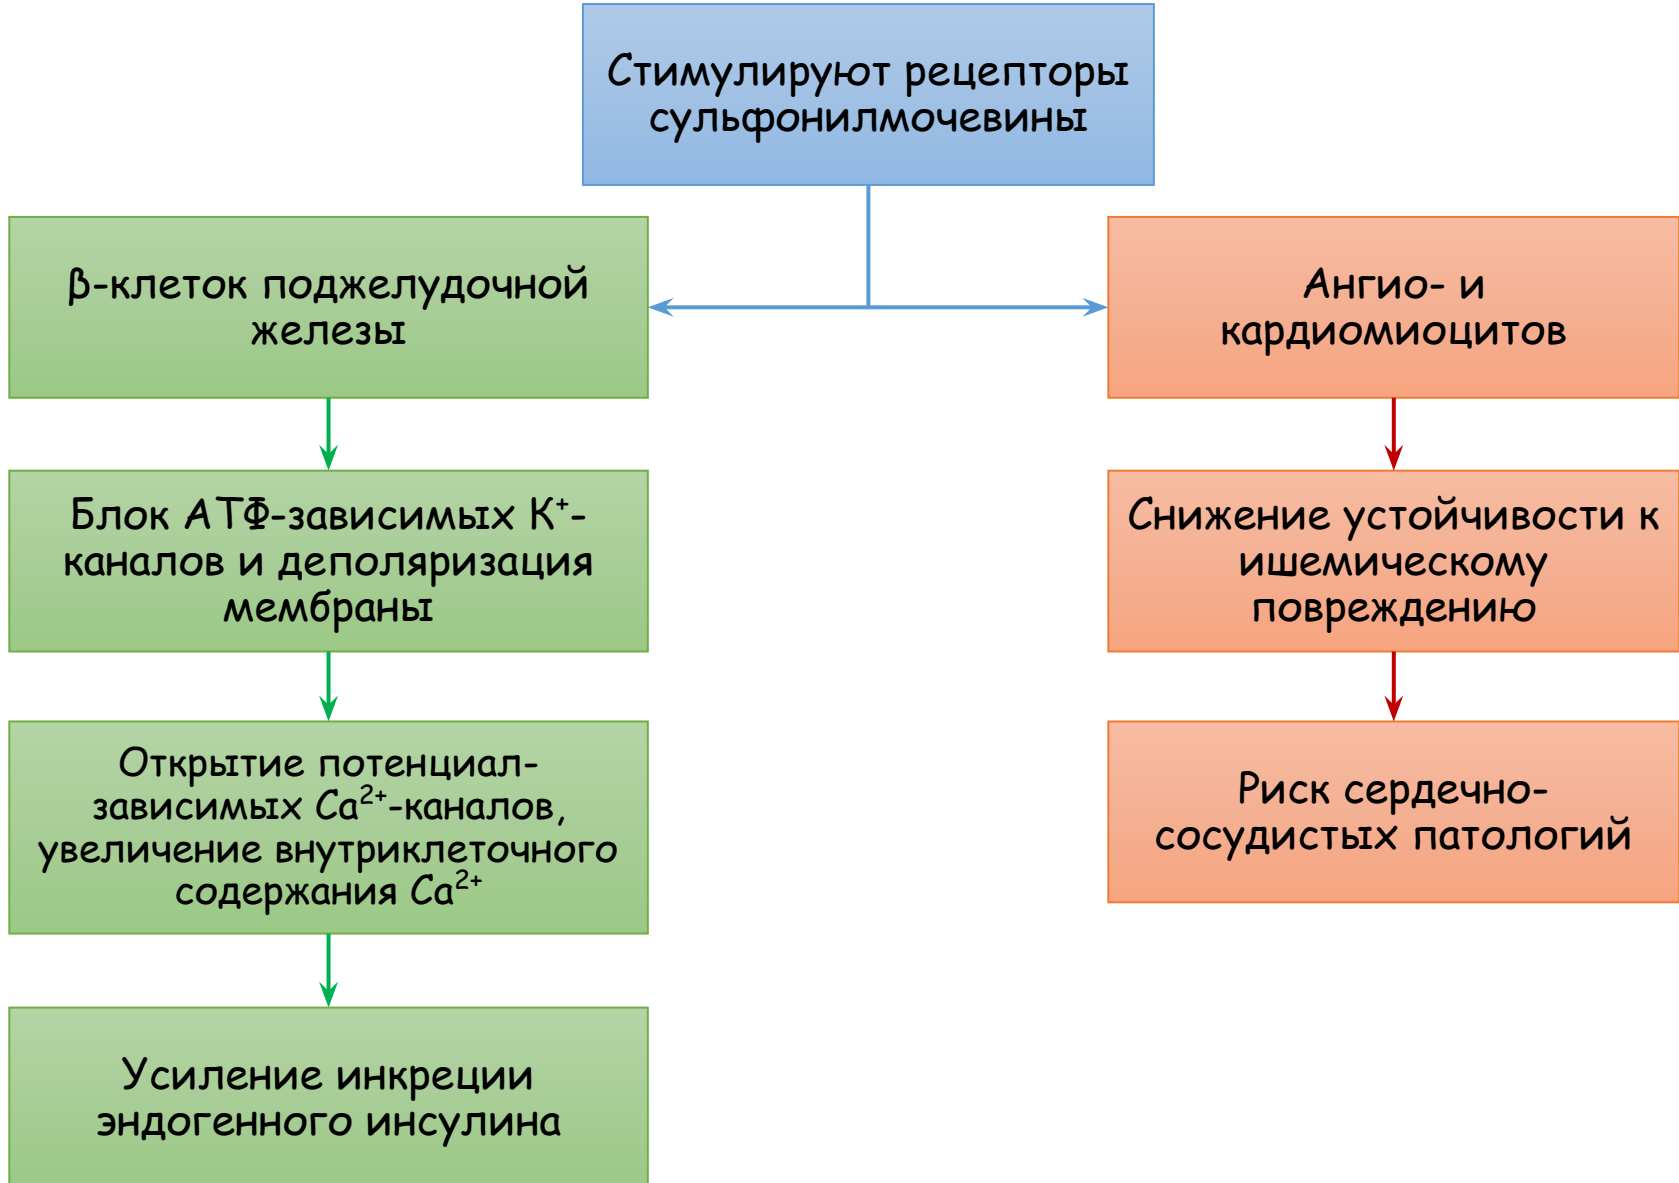 Стимулируют рецепторы
сульфонилмочевины
β-клеток поджелудочной
железы
Ангио- и
кардиомиоцитов
Блок АТФ-зависимых К⁺-
каналов и деполяризация
мембраны
Снижение устойчивости к
ишемическому
повреждению
Открытие потенциал-
зависимых Ca²⁺-каналов,
увеличение внутриклеточного
содержания Ca²⁺
Риск сердечно-
сосудистых патологий
Усиление инкреции
эндогенного инсулина